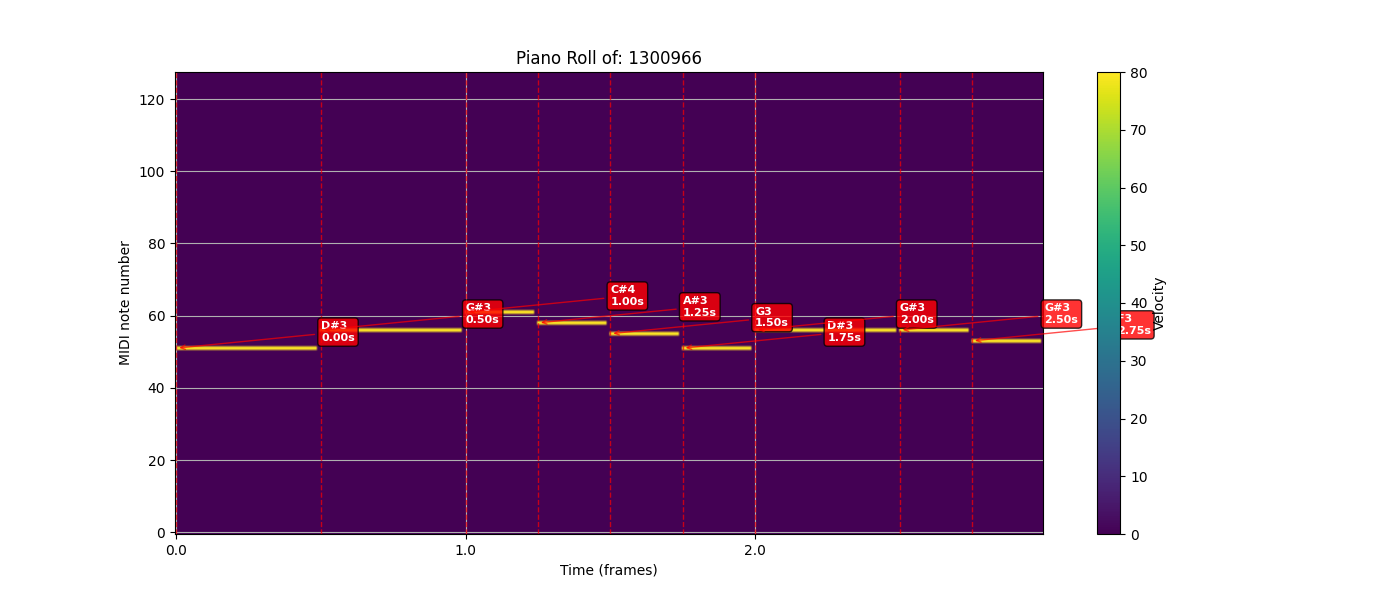 Piano Roll of: 1300966
MIDI note number
120
100
80
60
40
20
0
D#3
0.00s
G#3
0.50s
C#4
1.00s
A#3
1.25s
G3
1.50s
D#3
1.75s
G#3
2.00s
G#3
2.50s
F3
2.75s
0.0
1.0
2.0
Time (frames)
80
70
60
50
40
30
20
10
0
Velocity